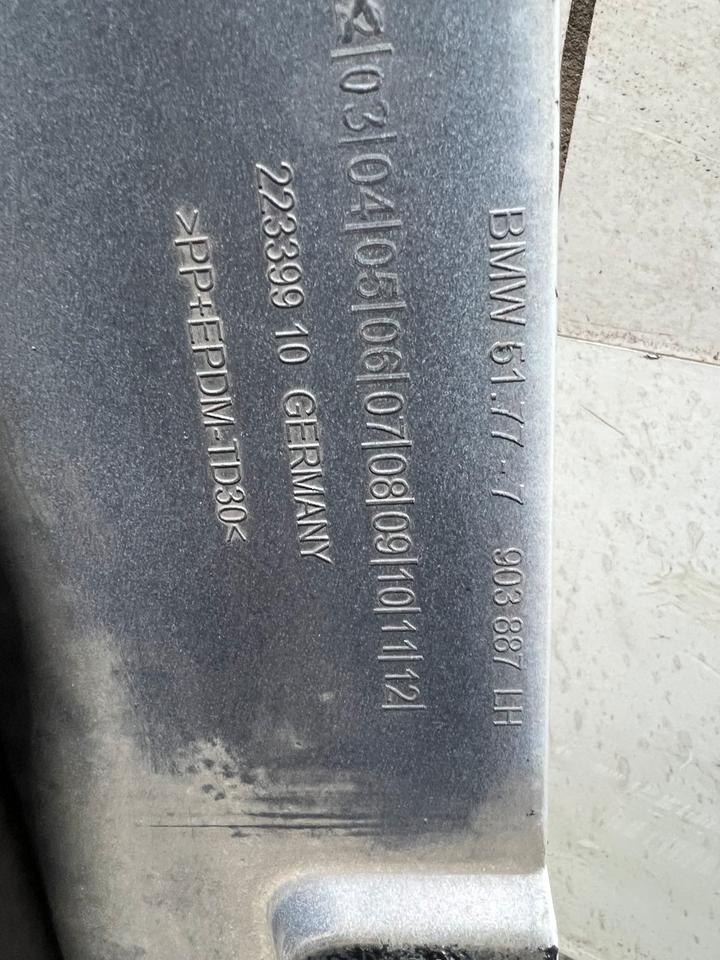 BMW 51.77 - 7 903 887 LH
|03|04|05|06|07|08|09|10|11|12|
223399 10 GERMANY
>PP+EPDM-TD30<